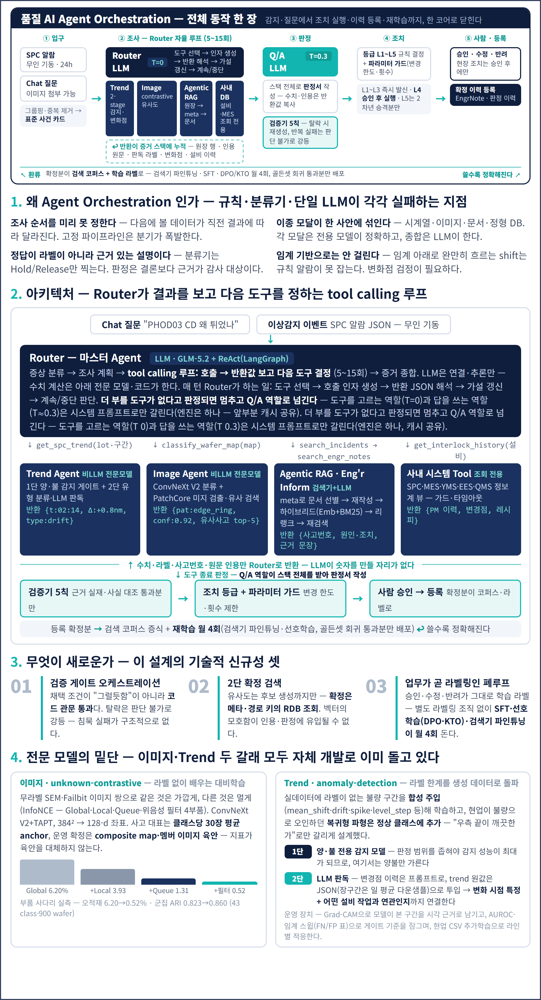 품질 AI Agent Orchestration — 전체 동작 한 장 감지·질문에서 조치 실행·이력 등록·재학습까지, 한 코어로 닫힌다
① 입구
SPC 알람
무인 기동 · 24h
Chat 질문
이미지 첨부 가능
그룹핑·중복 제거 →
표준 사건 카드
→
② 조사 — Router 자율 루프 (5~15회)
Router
LLM
T=0
도구 선택 → 인자 생성
→ 반환 해석 → 가설
갱신 → 계속/중단
Trend
2-
stage
감지·
변화점
Image
contrastive
유사도
Agentic
RAG
원장 →
meta →
문서
사내
DB
설비
·MES
조회 전
용
↩ 반환이 증거 스택에 누적 — 원장 행 · 인용
원문 · 판독 라벨 · 변화점 · 설비 이력
→
③ 판정
Q/A
LLM
T=0.3
스택 전체로 판정서 작
성 — 수치·인용은 반
환값 복사
검증기 5칙 — 탈락 시
재생성, 반복 실패는 판
단 불가로 강등
→
④ 조치
등급 L1~L5 규칙 결정
+ 파라미터 가드(변경
한도·횟수)
L1~L3 즉시 발신 · L4
승인 후 실행 · L5는 2
차년 승격분만
→
⑤ 사람 · 등록
승인 · 수정 · 반려
현장 조치는 승인 후
에만
확정 이력 등록
EngrNote · 판정 이력
↖ 환류 확정분이 검색 코퍼스 + 학습 라벨로 — 검색기 파인튜닝 · SFT · DPO/KTO 월 4회, 골든셋 회귀 통과분만 배포
쓸수록 정확해진다 ↗
1. 왜 Agent Orchestration 인가 — 규칙·분류기·단일 LLM이 각각 실패하는 지점
조사 순서를 미리 못 정한다 — 다음에 볼 데이터가 직전 결과에 따
라 달라진다. 고정 파이프라인은 분기가 폭발한다.
이종 모달이 한 사안에 섞인다 — 시계열·이미지·문서·정형 DB.
각 모달은 전용 모델이 정확하고, 종합은 LLM이 한다.
정답이 라벨이 아니라 근거 있는 설명이다 — 분류기는
Hold/Release만 찍는다. 판정은 결론보다 근거가 감사 대상이다.
임계 기반으로는 안 걸린다 — 임계 아래로 완만히 흐르는 shift는
규칙 알람이 못 잡는다. 변화점 검정이 필요하다.
2. 아키텍처 — Router가 결과를 보고 다음 도구를 정하는 tool calling 루프
Chat 질문 "PHOD03 CD 왜 튀었나"
이상감지 이벤트 SPC 알람 JSON — 무인 기동
↓
Router — 마스터 Agent LLM · GLM-5.2 + ReAct(LangGraph)
증상 분류 → 조사 계획 → tool calling 루프: 호출 → 반환값 보고 다음 도구 결정 (5~15회) → 증거 종합. LLM은 연결·추론만 —
수치 계산은 아래 전문 모델·코드가 한다. 매 턴 Router가 하는 일: 도구 선택 → 호출 인자 생성 → 반환 JSON 해석 → 가설 갱신
→ 계속/중단 판단. 더 부를 도구가 없다고 판정되면 멈추고 Q/A 역할로 넘긴다 — 도구를 고르는 역할(T=0)과 답을 쓰는 역할
(T≈0.3)은 시스템 프롬프트로만 갈린다(엔진은 하나 — 앞부분 캐시 공유). 더 부를 도구가 없다고 판정되면 멈추고 Q/A 역할로 넘
긴다 — 도구를 고르는 역할(T 0)과 답을 쓰는 역할(T 0.3)은 시스템 프롬프트로만 갈린다(엔진은 하나, 캐시 공유).
↓ get_spc_trend(lot·구간)
↓ classify_wafer_map(map)
↓ search_incidents →
search_engr_notes
↓ get_interlock_history(설
비)
Trend Agent 비LLM 전문모델
1단 양·불 감지 게이트 + 2단 유
형 분류·LLM 판독
반환 {t:02:14, Δ:+0.8nm,
type:drift}
Image Agent 비LLM 전문모델
ConvNeXt V2 분류 +
PatchCore 미지 검출·유사 검색
반환 {pat:edge_ring,
conf:0.92, 유사사고 top-5}
Agentic RAG · Eng'r
Inform 검색기+LLM
meta로 문서 선별 → 재작성 →
하이브리드(Emb+BM25) → 리
랭크 → 재검색
반환 {사고번호, 원인·조치,
근거 문장}
사내 시스템 Tool 조회 전용
SPC·MES·YMS·EES·QMS 정보
계 뷰 — 가드·타임아웃
반환 {PM 이력, 변경점, 레시
피}
↑ 수치·라벨·사고번호·원문 인용만 Router로 반환 — LLM이 숫자를 만들 자리가 없다
↓ 도구 종료 판정 — Q/A 역할이 스택 전체를 받아 판정서 작성
검증기 5칙 근거 실재·사실 대조 통과분
만
→
조치 등급 + 파라미터 가드 변경 한도
·횟수 제한
→
사람 승인 → 등록 확정분이 코퍼스·라
벨로
등록 확정분 → 검색 코퍼스 증식 + 재학습 월 4회(검색기 파인튜닝·선호학습, 골든셋 회귀 통과분만 배포) ↩ 쓸수록 정확해진다
3. 무엇이 새로운가 — 이 설계의 기술적 신규성 셋
01
검증 게이트 오케스트레이션
채택 조건이 "그럴듯함"이 아니라 코
드 관문 통과다. 탈락은 판단 불가로
강등 — 침묵 실패가 구조적으로 없
다.
02
2단 확정 검색
유사도는 후보 생성까지만 — 확정은
메타·경로 키의 RDB 조회. 벡터의
모호함이 인용·판정에 유입될 수 없
다.
03
업무가 곧 라벨링인 폐루프
승인·수정·반려가 그대로 학습 라벨
— 별도 라벨링 조직 없이 SFT·선호
학습(DPO·KTO)·검색기 파인튜닝
이 월 4회 돈다.
4. 전문 모델의 밑단 — 이미지·Trend 두 갈래 모두 자체 개발로 이미 돌고 있다
이미지 · unknown-contrastive — 라벨 없이 배우는 대비학습
무라벨 SEM·Failbit 이미지 쌍으로 같은 것은 가깝게, 다른 것은 멀게
(InfoNCE — Global·Local·Queue·위음성 필터 4부품). ConvNeXt
V2+TAPT, 384² → 128-d 좌표. 사고 대표는 클래스당 30장 평균
anchor, 운영 확정은 composite map·멤버 이미지 육안 — 지표가
육안을 대체하지 않는다.
Global 6.20%
+Local 3.93
+Queue 1.31
+필터 0.52
부품 사다리 실측 — 오적재 6.20→0.52% · 군집 ARI 0.823→0.860 (43
class·900 wafer)
Trend · anomaly-detection — 라벨 한계를 생성 데이터로 돌파
실데이터에 라벨이 없는 불량 구간을 합성 주입
(mean_shift·drift·spike·level_step 등)해 학습하고, 현업이 불량으
로 오인하던 복귀형 파형은 정상 클래스에 추가 — "우측 끝이 깨끗한
가"로만 갈리게 설계했다.
1단
양·불 전용 감지 모델 — 판정 범위를 좁혀야 감지 성능이 최대
가 되므로, 여기서는 양불만 가른다
2단
LLM 판독 — 변경점 이력은 프롬프트로, trend 원값은
JSON(장구간은 일 평균 다운샘플)으로 투입 → 변화 시점 특정
+ 어떤 설비 작업과 연관인지까지 연결한다
운영 장치 — Grad-CAM으로 모델이 본 구간을 시각 근거로 남기고, AUROC·
임계 스윕(FN/FP 표)으로 게이트 기준을 잠그며, 현업 CSV 추가학습으로 라인
별 적응한다.